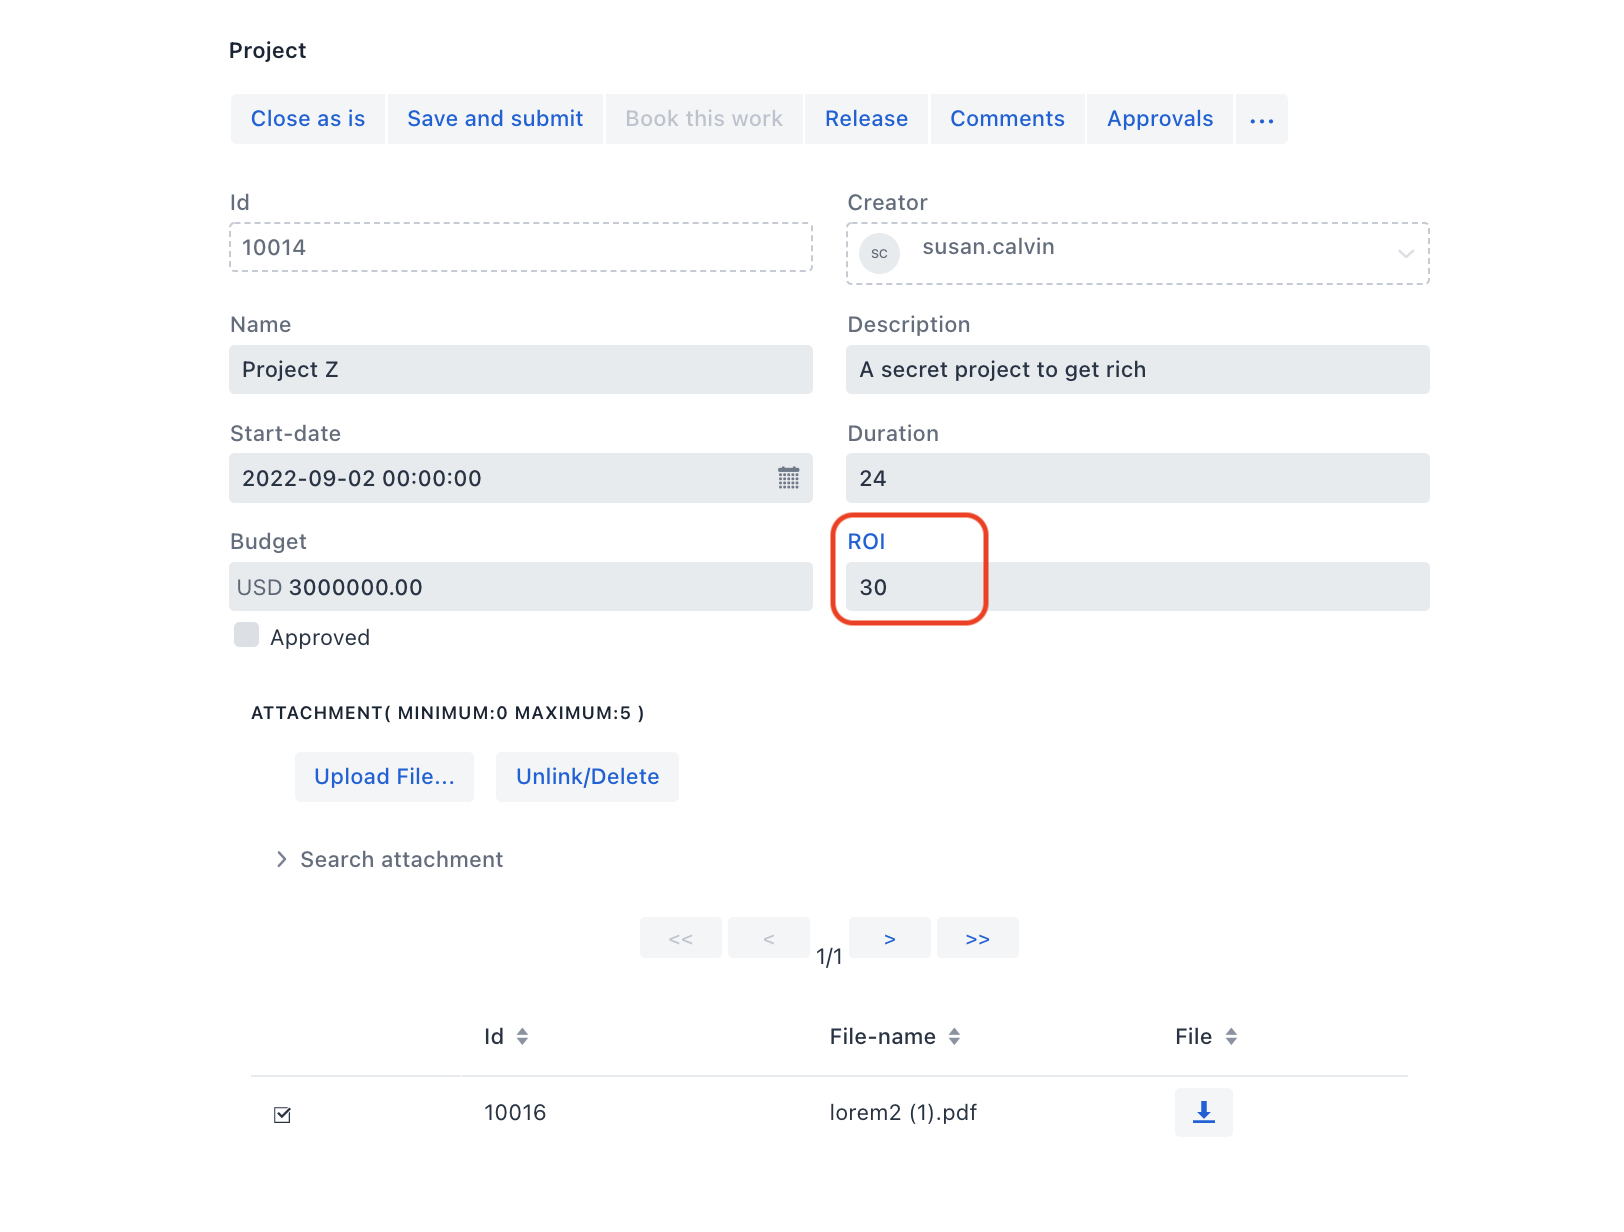 Project
Close as is Save and submit Book this work Release Comments Approvals ...
Id Creator
10014 SC susan.calvin
Name Description
Project Z A secret project to get rich
Start-date Duration
2022-09-02 00:00:00 24
Budget ROI
USD 3000000.00 30
Approved
ATTACHMENT( MINIMUM:0 MAXIMUM:5 )
Upload File... Unlink/Delete
> Search attachment
<< < 1/1 > >>
Id File-name File
10016 lorem2 (1).pdf